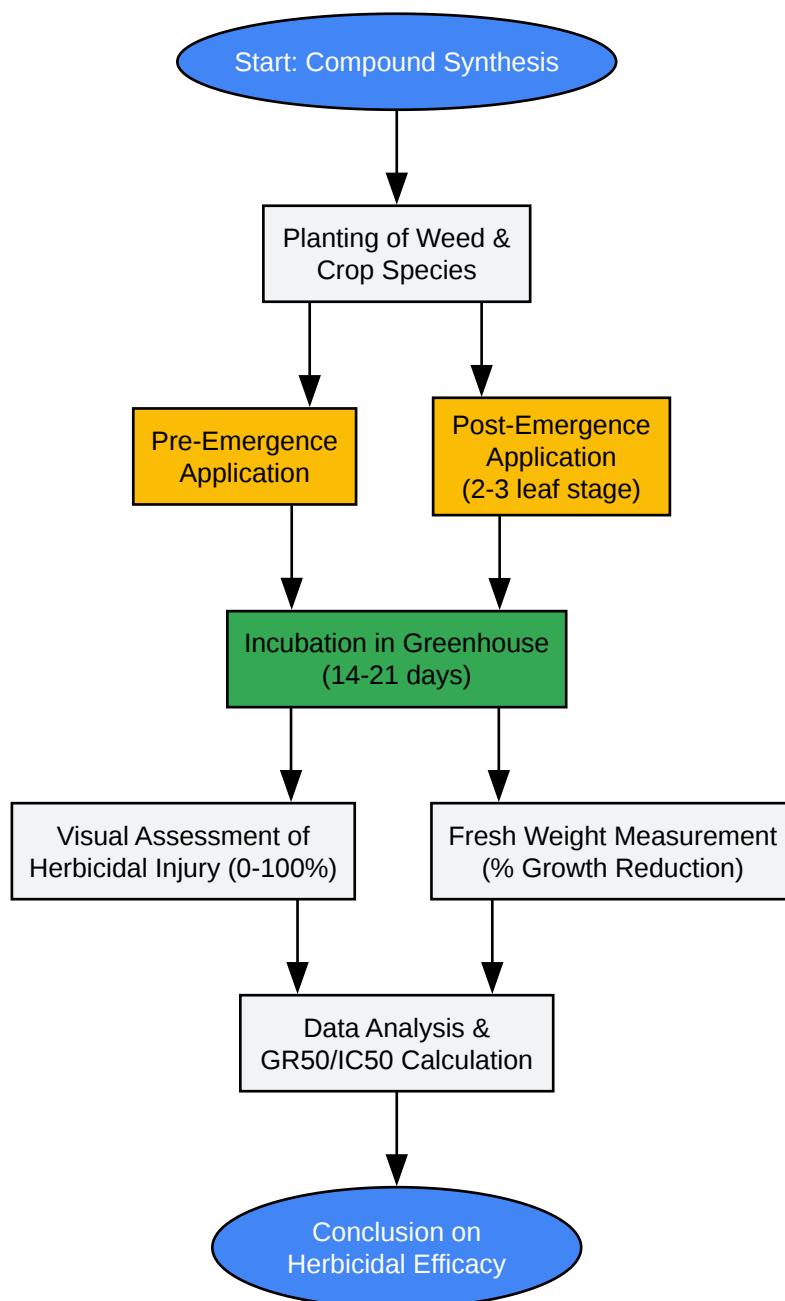 Start: Compound Synthesis
Planting of Weed &
Crop Species
Pre-Emergence
Application
Post-Emergence
Application
(2-3 leaf stage)
Incubation in Greenhouse
(14-21 days)
Visual Assessment of
Herbicidal Injury (0-100%)
Fresh Weight Measurement
(% Growth Reduction)
Data Analysis &
GR50/IC50 Calculation
Conclusion on
Herbicidal Efficacy